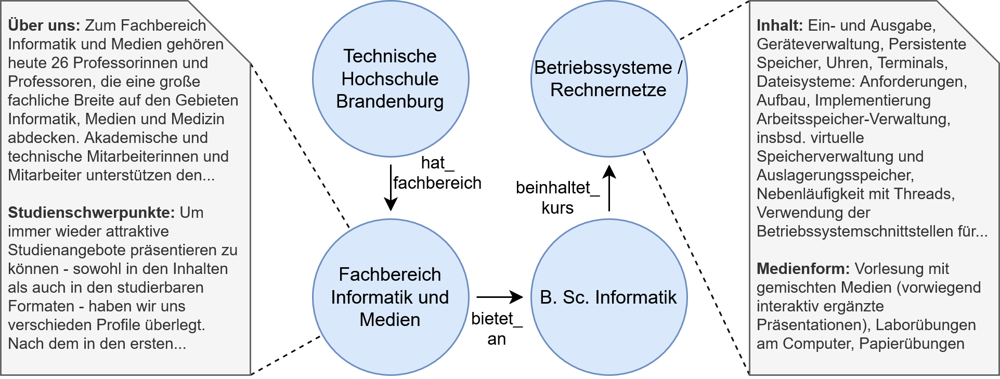 Über uns: Zum Fachbereich
Informatik und Medien gehören
heute 26 Professorinnen und
Professoren, die eine große
fachliche Breite auf den Gebieten
Informatik, Medien und Medizin
abdecken. Akademische und
technische Mitarbeiterinnen und
Mitarbeiter unterstützen den...
Studienschwerpunkte: Um
immer wieder attraktive
Studienangebote präsentieren zu
können - sowohl in den Inhalten
als auch in den studierbaren
Formaten - haben wir uns
verschieden Profile überlegt.
Nach dem in den ersten...
Technische
Hochschule
Brandenburg
hat_
fachbereich
Fachbereich
Informatik und
Medien
bietet_
an
B. Sc. Informatik
beinhaltet_
kurs
Betriebssysteme /
Rechnernetze
Inhalt: Ein- und Ausgabe,
Geräteverwaltung, Persistente
Speicher, Uhren, Terminals,
Dateisysteme: Anforderungen,
Aufbau, Implementierung
Arbeitsspeicher-Verwaltung,
insbsd. virtuelle
Speicherverwaltung und
Auslagerungsspeicher,
Nebenläufigkeit mit Threads,
Verwendung der
Betriebssystemschnittstellen für...
Medienform: Vorlesung mit
gemischten Medien (vorwiegend
interaktiv ergänzte
Präsentationen), Laborübungen
am Computer, Papierübungen